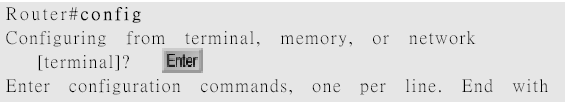 Router#config
Configuring from terminal, memory, or network
[terminal]? Enter
Enter configuration commands, one per line. End with